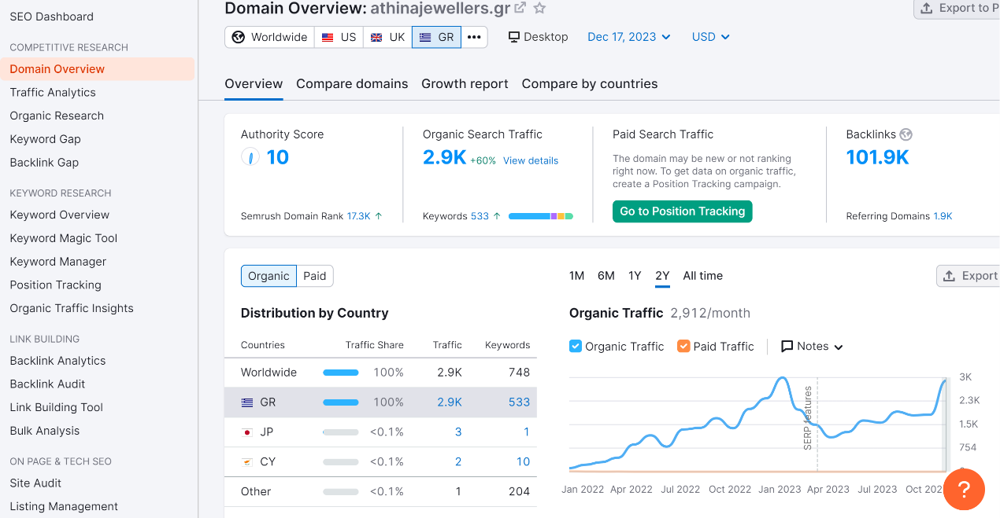 SEO Dashboard
COMPETITIVE RESEARCH
Domain Overview
Traffic Analytics
Organic Research
Keyword Gap
Backlink Gap
KEYWORD RESEARCH
Keyword Overview
Keyword Magic Tool
Keyword Manager
Position Tracking
Organic Traffic Insights
LINK BUILDING
Backlink Analytics
Backlink Audit
Link Building Tool
Bulk Analysis
ON PAGE & TECH SEO
Site Audit
Listing Management
Domain Overview: athinajewellers.gr
Export to P
Worldwide US UK GR ••• Desktop Dec 17, 2023 USD
Overview Compare domains Growth report Compare by countries
Authority Score
10
Semrush Domain Rank 17.3K ↑
Organic Search Traffic
2.9K +60% View details
Keywords 533 ↑
Paid Search Traffic
The domain may be new or not ranking
right now. To get data on organic traffic,
create a Position Tracking campaign.
Go to Position Tracking
Backlinks
101.9K
Referring Domains 1.9K
Organic Paid
Distribution by Country
Countries Traffic Share Traffic Keywords
Worldwide 100% 2.9K 748
GR 100% 2.9K 533
JP <0.1% 3 1
CY <0.1% 2 10
Other <0.1% 1 204
1M 6M 1Y 2Y All time
Export
Organic Traffic 2,912/month
Organic Traffic Paid Traffic Notes
3K
2.3K
1.5K
754
SERP features
Jan 2022 Apr 2022 Jul 2022 Oct 2022 Jan 2023 Apr 2023 Jul 2023 Oct 202
?